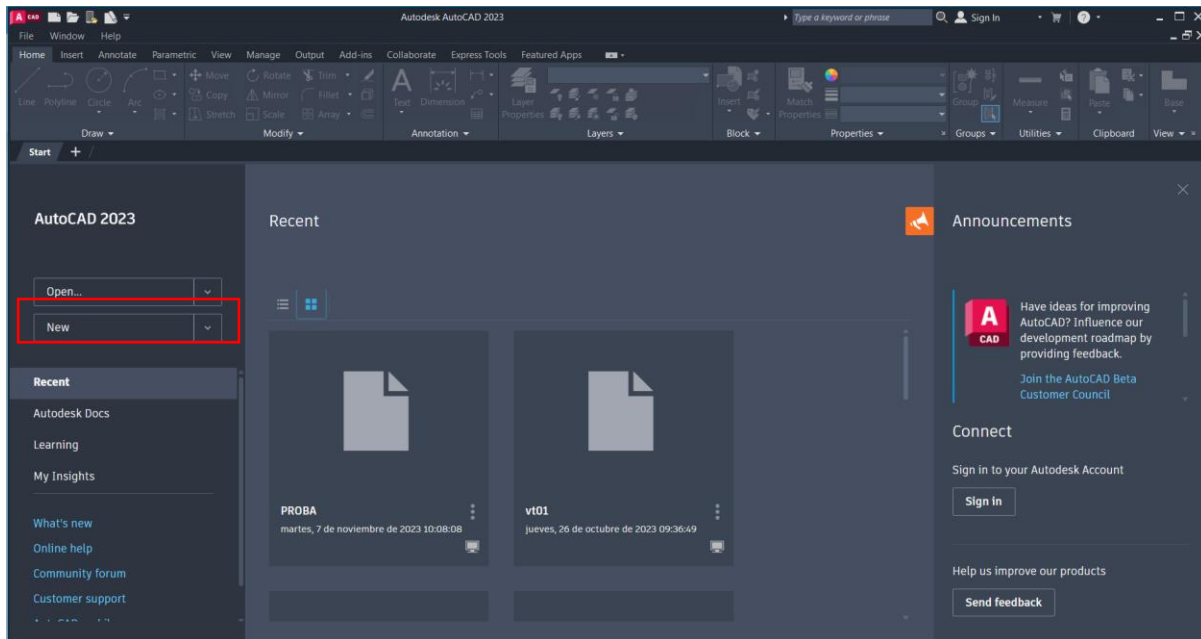 A CAD
Autodesk AutoCAD 2023
Type a keyword or phrase
Sign In
File Window Help
Home Insert Annotate Parametric View Manage Output Add-ins Collaborate Express Tools Featured Apps
Line Polyline Circle Arc
Move
Copy
Stretch
Rotate
Mirror
Scale
Trim
Fillet
Array
Text Dimension
Layer
Properties
Insert
Match
Properties
Group
Measure
Paste
Base
Draw Modify Annotation Layers Block Properties Groups Utilities Clipboard View
Start
AutoCAD 2023
Open...
New
Recent
Autodesk Docs
Learning
My Insights
What's new
Online help
Community forum
Customer support
Recent
PROBA
martes, 7 de noviembre de 2023 10:08:08
vt01
jueves, 26 de octubre de 2023 09:36:49
Announcements
A
CAD
Have ideas for improving
AutoCAD? Influence our
development roadmap by
providing feedback.
Join the AutoCAD Beta
Customer Council
Connect
Sign in to your Autodesk Account
Sign in
Help us improve our products
Send feedback